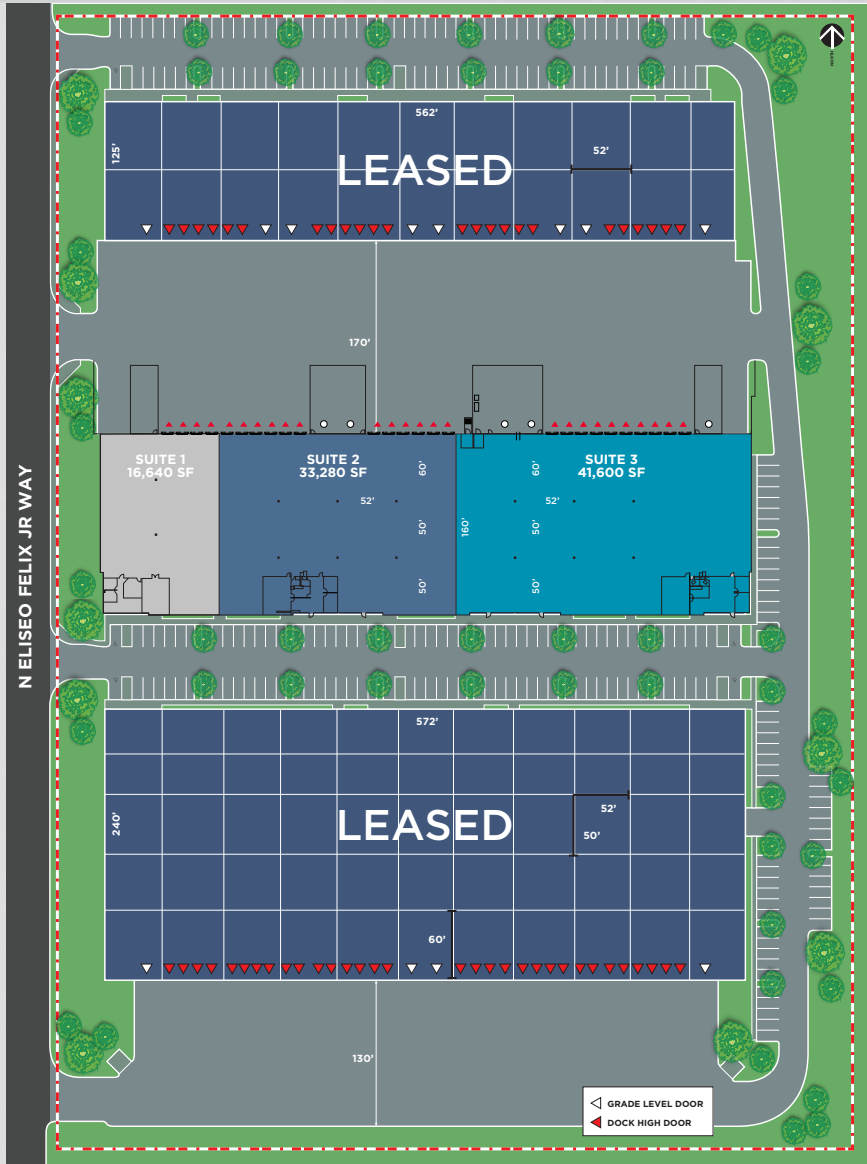 NORTH
562'
125'
52'
LEASED
170'
SUITE 1
16,640 SF
SUITE 2
33,280 SF
60'
52'
50'
50'
160'
SUITE 3
41,600 SF
60'
52'
50'
50'
N ELISEO FELIX JR WAY
572'
240'
LEASED
52'
50'
60'
130'
GRADE LEVEL DOOR
DOCK HIGH DOOR